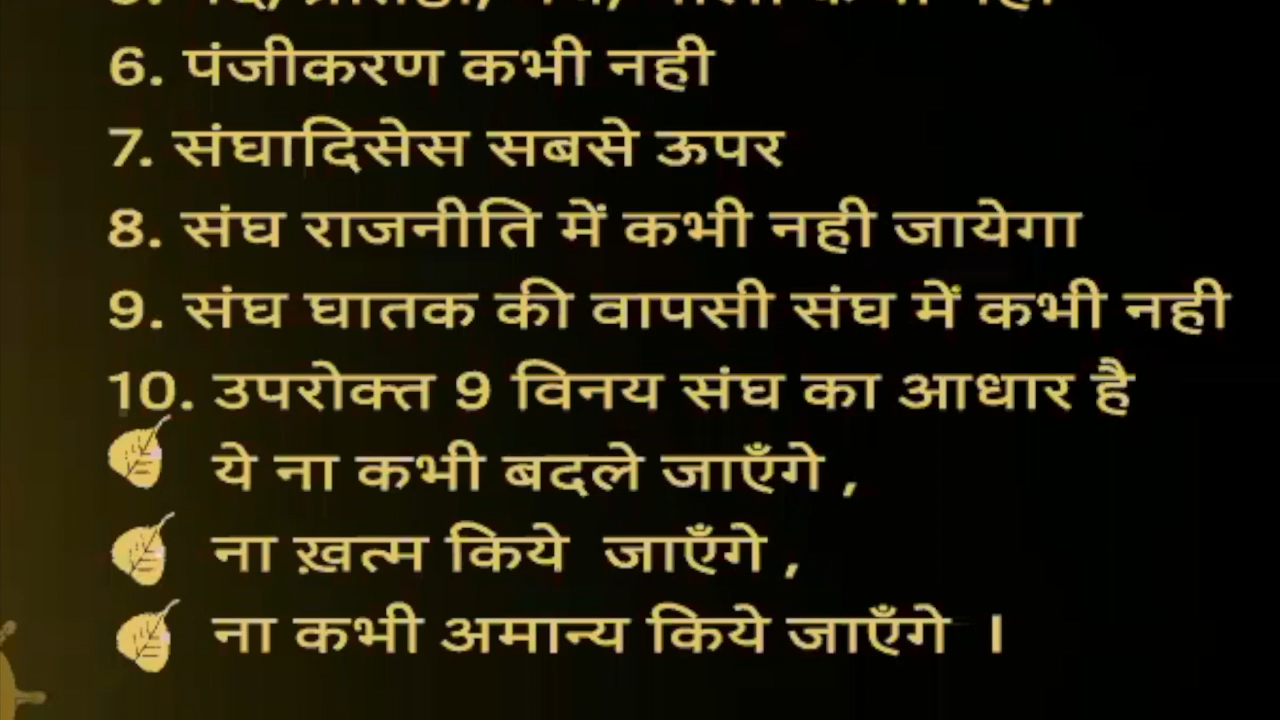 6. पंजीकरण कभी नही
7. संघादिसेस सबसे ऊपर
8. संघ राजनीति में कभी नही जायेगा
9. संघ घातक की वापसी संघ में कभी नही
10. उपरोक्त 9 विनय संघ का आधार है
ये ना कभी बदले जाएँगे ,
ना ख़त्म किये जाएँगे ,
ना कभी अमान्य किये जाएँगे ।